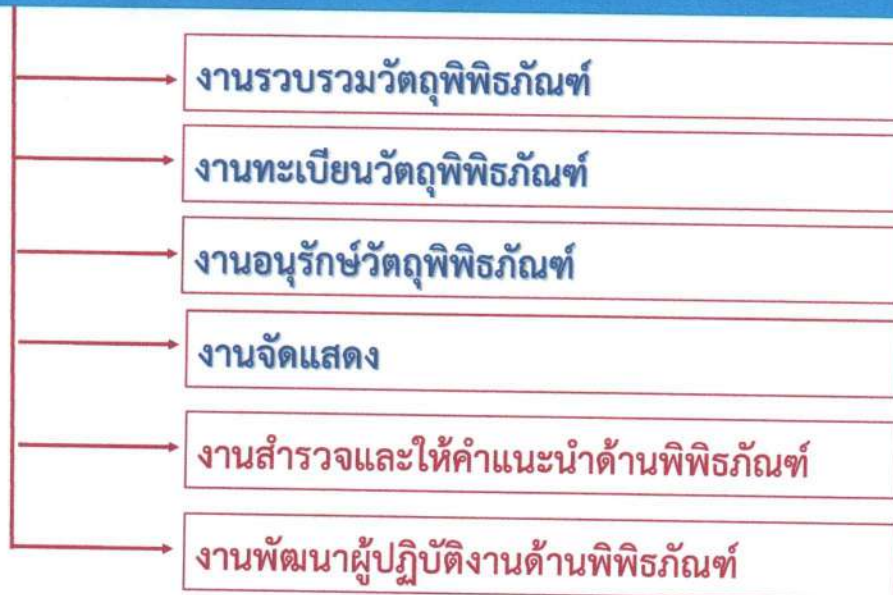 งานรวบรวมวัตถุพิพิธภัณฑ์
งานทะเบียนวัตถุพิพิธภัณฑ์
งานอนุรักษ์วัตถุพิพิธภัณฑ์
งานจัดแสดง
งานสำรวจและให้คำแนะนำด้านพิพิธภัณฑ์
งานพัฒนาผู้ปฏิบัติงานด้านพิพิธภัณฑ์